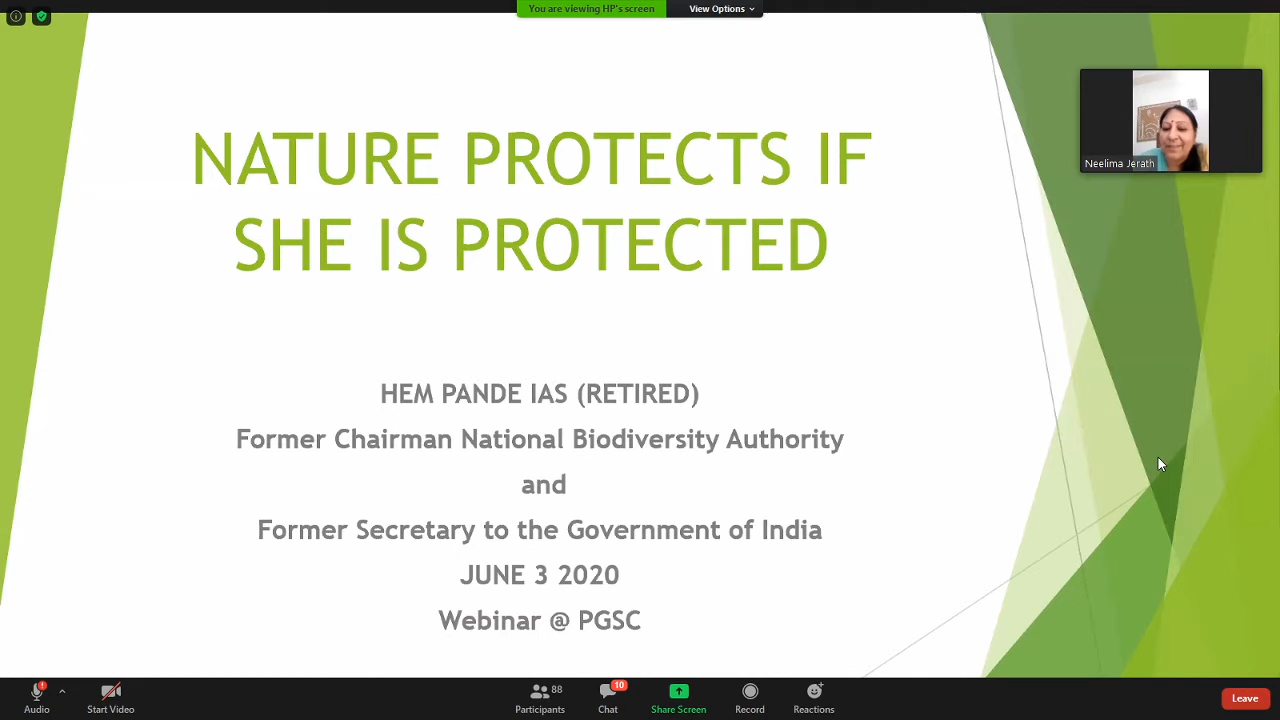 You are viewing HP's screen
View Options
NATURE PROTECTS IF
SHE IS PROTECTED
Neelima Jerath
HEM PANDE IAS (RETIRED)
Former Chairman National Biodiversity Authority
and
Former Secretary to the Government of India
JUNE 3 2020
Webinar @ PGSC
Audio
Start Video
Participants
88
Chat
10
Share Screen
Record
Reactions
Leave